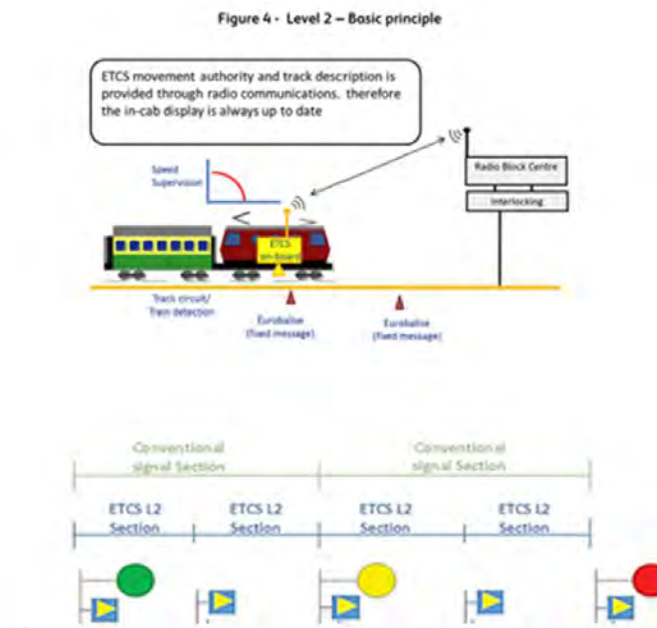 Figure 4 - Level 2 – Basic principle
ETCS movement authority and track description is
provided through radio communications, therefore
the in-cab display is always up to date
Speed
Supervision
Radio Block Centre
Interlocking
ETCS
on-board
Track circuit/
Train detection
Eurobalise
(fixed message)
Eurobalise
(fixed message)
Conventional
signal Section
Conventional
signal Section
ETCS L2
Section
ETCS L2
Section
ETCS L2
Section
ETCS L2
Section